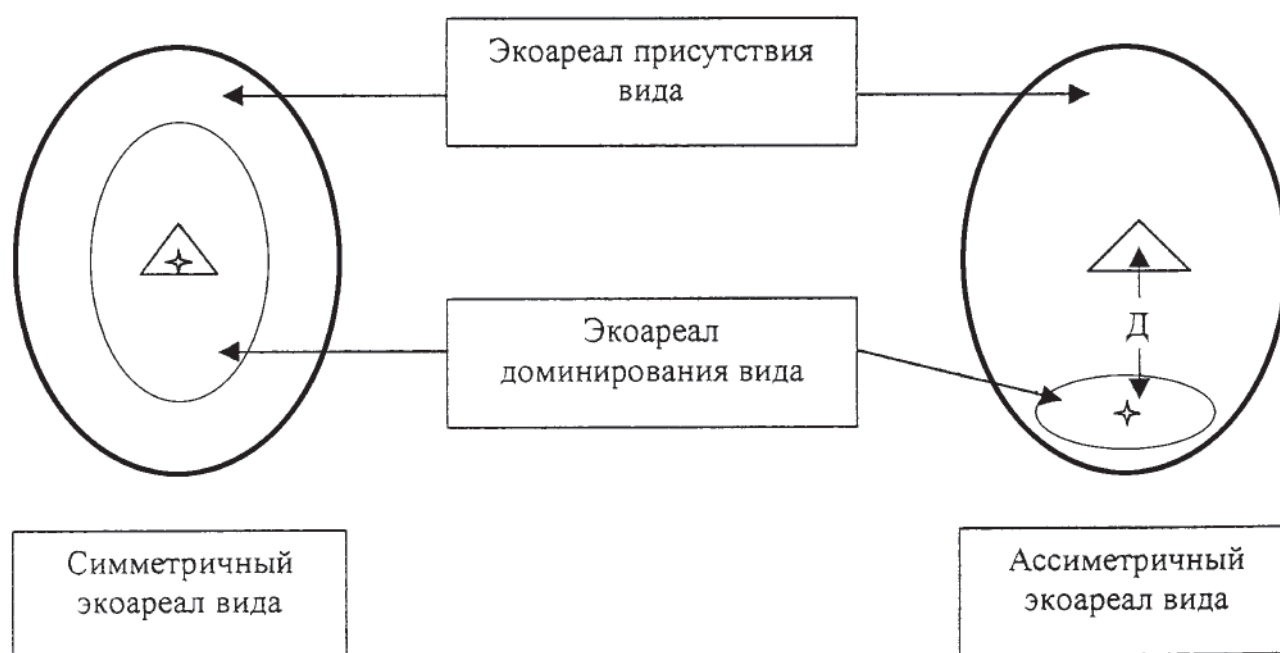 Экоареал присутствия
вида
Экоареал
доминирования вида
Д
Симметричный
экоареал вида
Ассиметричный
экоареал вида